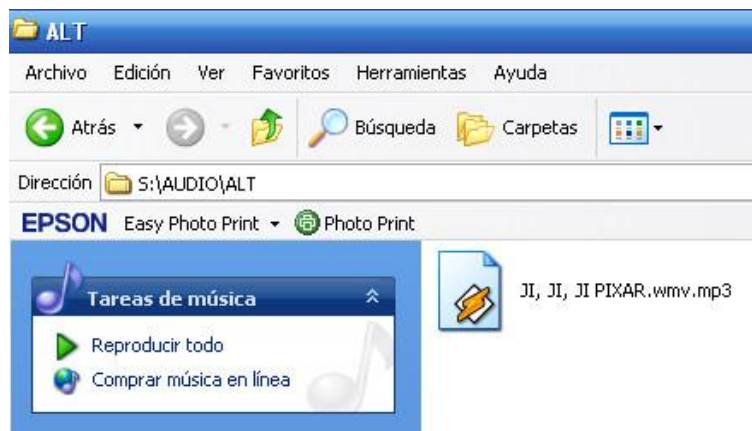 ALT
Archivo Edición Ver Favoritos Herramientas Ayuda
Atrás Búsqueda Carpetas
Dirección S:\AUDIO\ALT
EPSON Easy Photo Print Photo Print
Tareas de música
Reproducir todo
Comprar música en línea
JI, JI, JI PIXAR.wmv.mp3